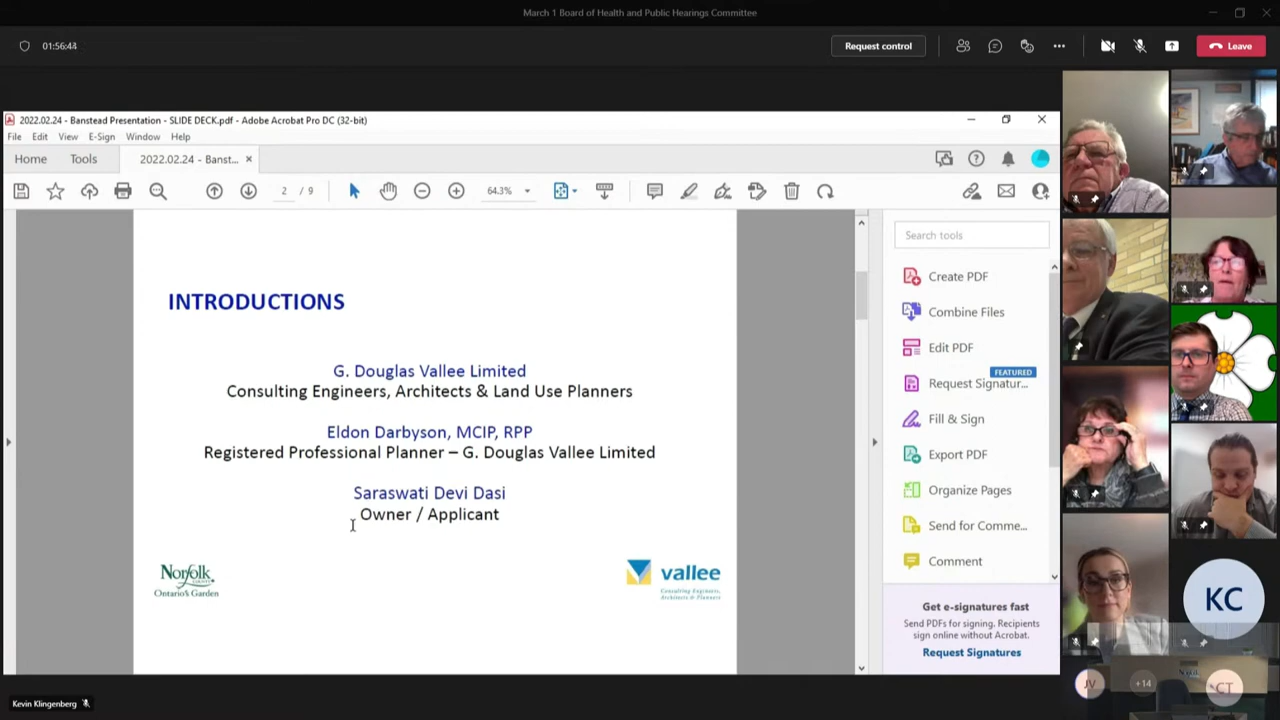 March 1 Board of Health and Public Hearings Committee
01:56:44
Request control
Leave
2022.02.24 - Banstead Presentation - SLIDE DECK.pdf - Adobe Acrobat Pro DC (32-bit)
File Edit View E-Sign Window Help
Home Tools 2022.02.24 - Banst... ×
2 / 9 64.3%
INTRODUCTIONS
G. Douglas Vallee Limited
Consulting Engineers, Architects & Land Use Planners
Eldon Darbyson, MCIP, RPP
Registered Professional Planner – G. Douglas Vallee Limited
Saraswati Devi Dasi
Owner / Applicant
Norfolk
COUNTY
Ontario's Garden
vallee
Consulting Engineers,
Architects & Planners
Search tools
Create PDF
Combine Files
Edit PDF
FEATURED
Request Signatur...
Fill & Sign
Export PDF
Organize Pages
Send for Comme...
Comment
Get e-signatures fast
Send PDFs for signing. Recipients
sign online without Acrobat.
Request Signatures
KC
JV
+14
CT
Kevin Klingenberg